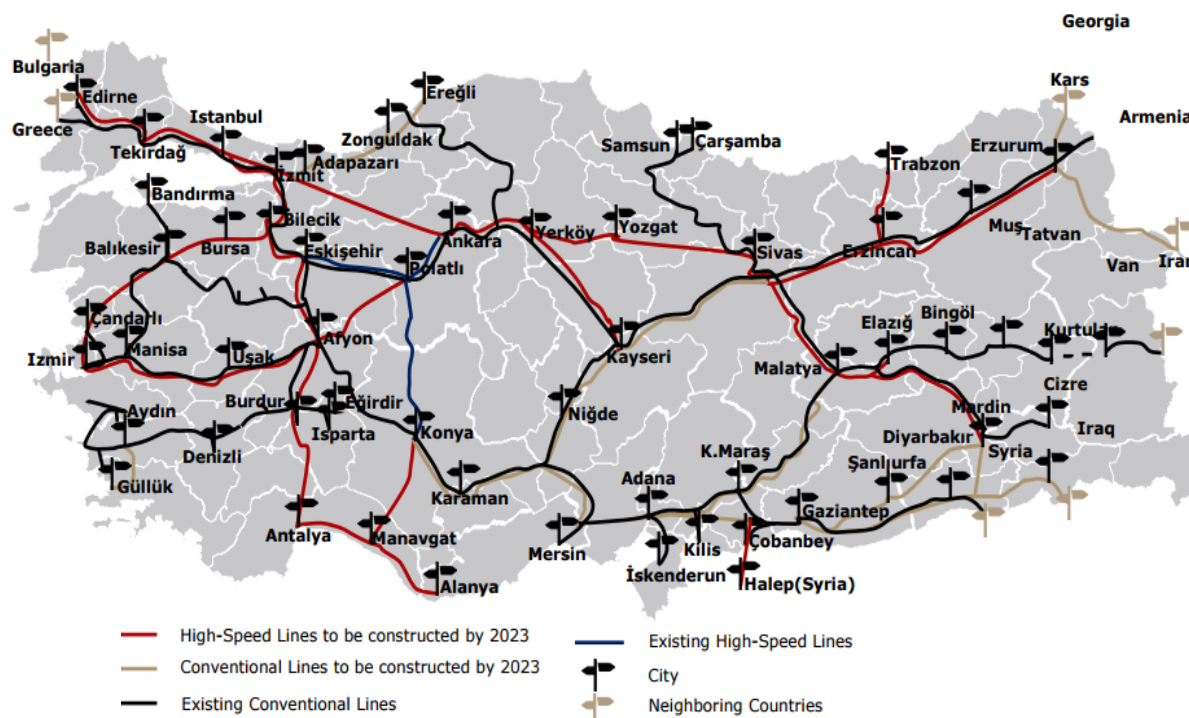 Georgia
Bulgaria
Kars
Edirne
Ereğli
Istanbul
Armenia
Greece
Zonguldak
Samsun
Çarşamba
Erzurum
Tekirdağ
Adapazarı
Trabzon
İzmit
Bandırma
Bilecik
Yerköy
Yozgat
Muş
Tatvan
Balıkesir
Bursa
Eskişehir
Ankara
Sivas
Erzincan
Van
Iran
Polatlı
Çandarlı
Elazığ
Bingöl
Kurtulan
Afyon
Izmir
Manisa
Uşak
Kayseri
Malatya
Cizre
Burdur
Eğirdir
Aydın
Niğde
Mardin
Isparta
Konya
Iraq
Denizli
K.Maraş
Diyarbakır
Syria
Güllük
Karaman
Adana
Şanlıurfa
Gaziantep
Antalya
Manavgat
Mersin
Kilis
Çobanbey
İskenderun
Halep(Syria)
Alanya
High-Speed Lines to be constructed by 2023
Existing High-Speed Lines
Conventional Lines to be constructed by 2023
City
Existing Conventional Lines
Neighboring Countries